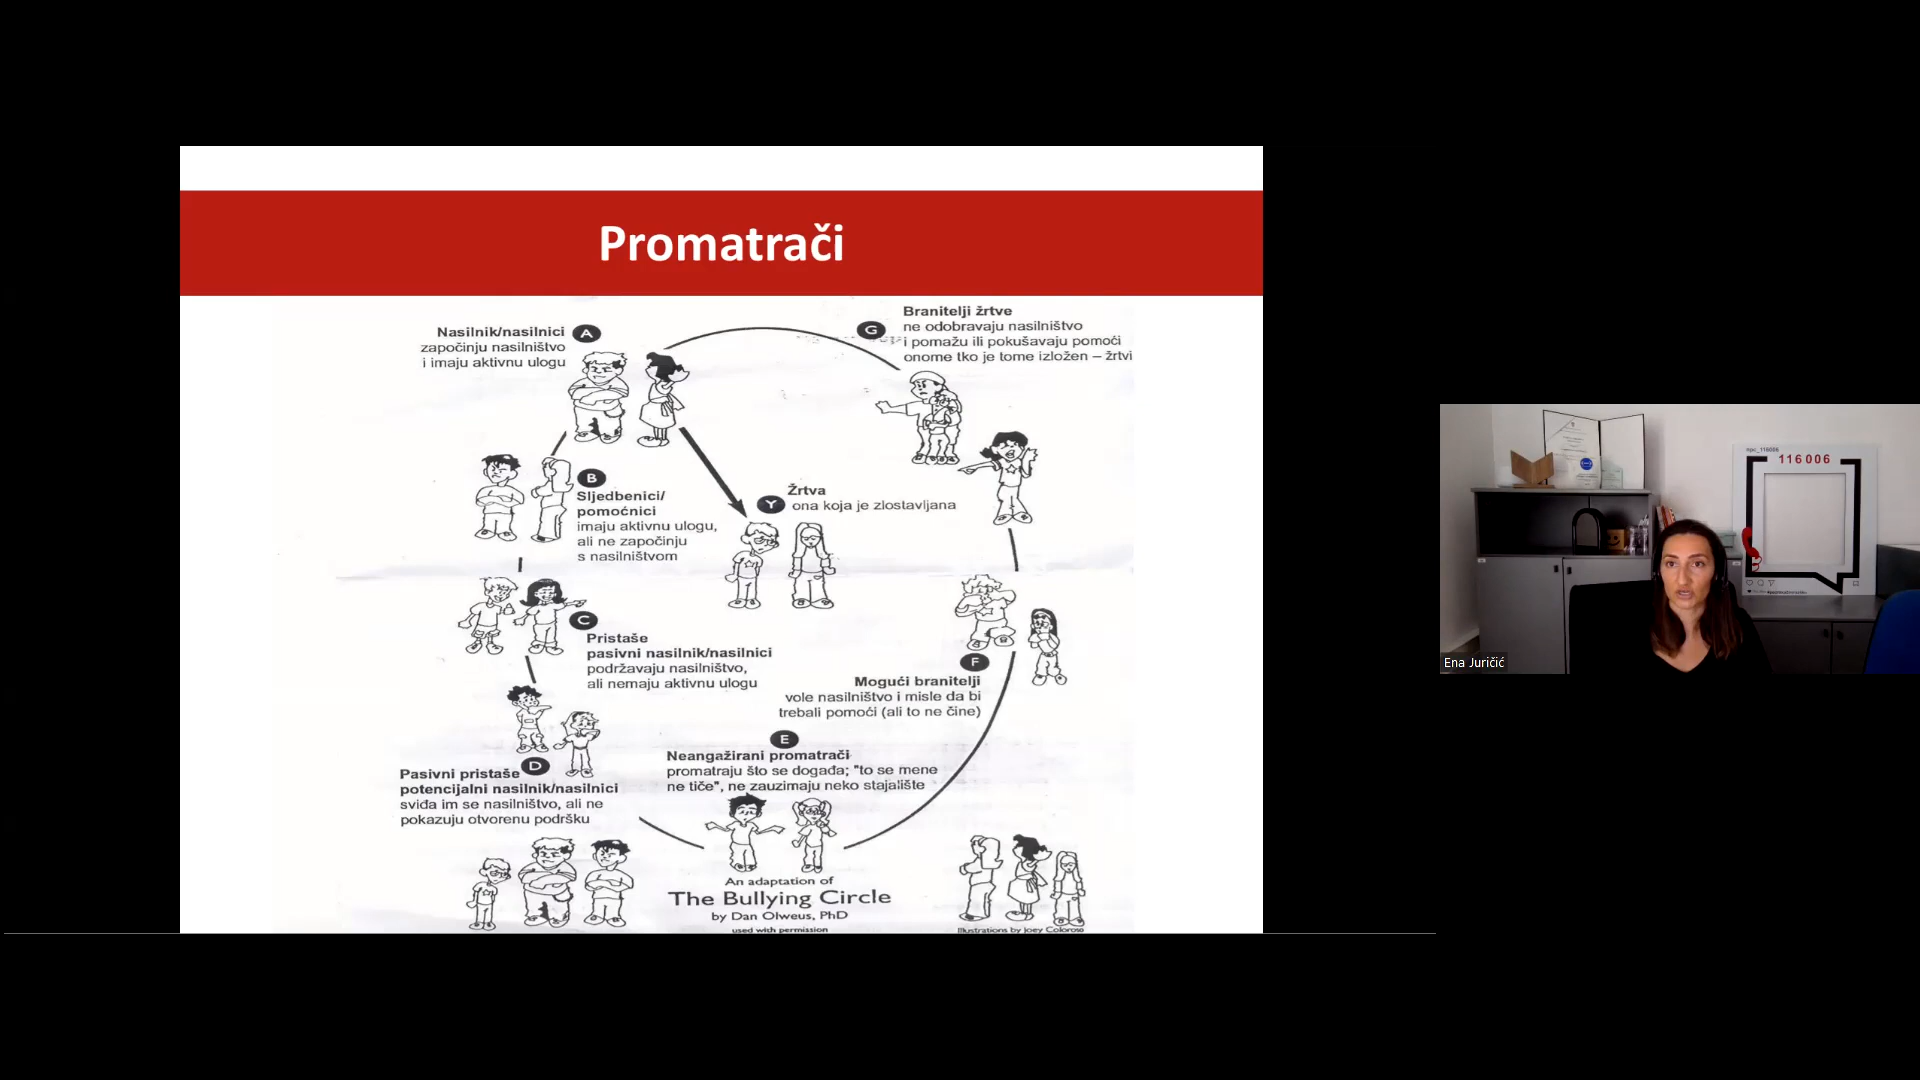 Promatrači
Nasilnik/nasilnici
započinju nasilništvo
i imaju aktivnu ulogu
A
G
Branitelji žrtve
ne odobravaju nasilništvo
i pomažu ili pokušavaju pomoći
onome tko je tome izložen – žrtvi
B
Sljedbenici/
pomoćnici
imaju aktivnu ulogu,
ali ne započinju
s nasilništvom
Y
Žrtva
ona koja je zlostavljana
C
Pristaše
pasivni nasilnik/nasilnici
podržavaju nasilništvo,
ali nemaju aktivnu ulogu
F
Mogući branitelji
vole nasilništvo i misle da bi
trebali pomoći (ali to ne čine)
D
Pasivni pristaše
potencijalni nasilnik/nasilnici
sviđa im se nasilništvo, ali ne
pokazuju otvorenu podršku
E
Neangažirani promatrači
promatraju što se događa; "to se mene
ne tiče", ne zauzimaju neko stajalište
An adaptation of
The Bullying Circle
by Dan Olweus, PhD
used with permission
Illustrations by Joey Coloroso
116006
Ena Juričić